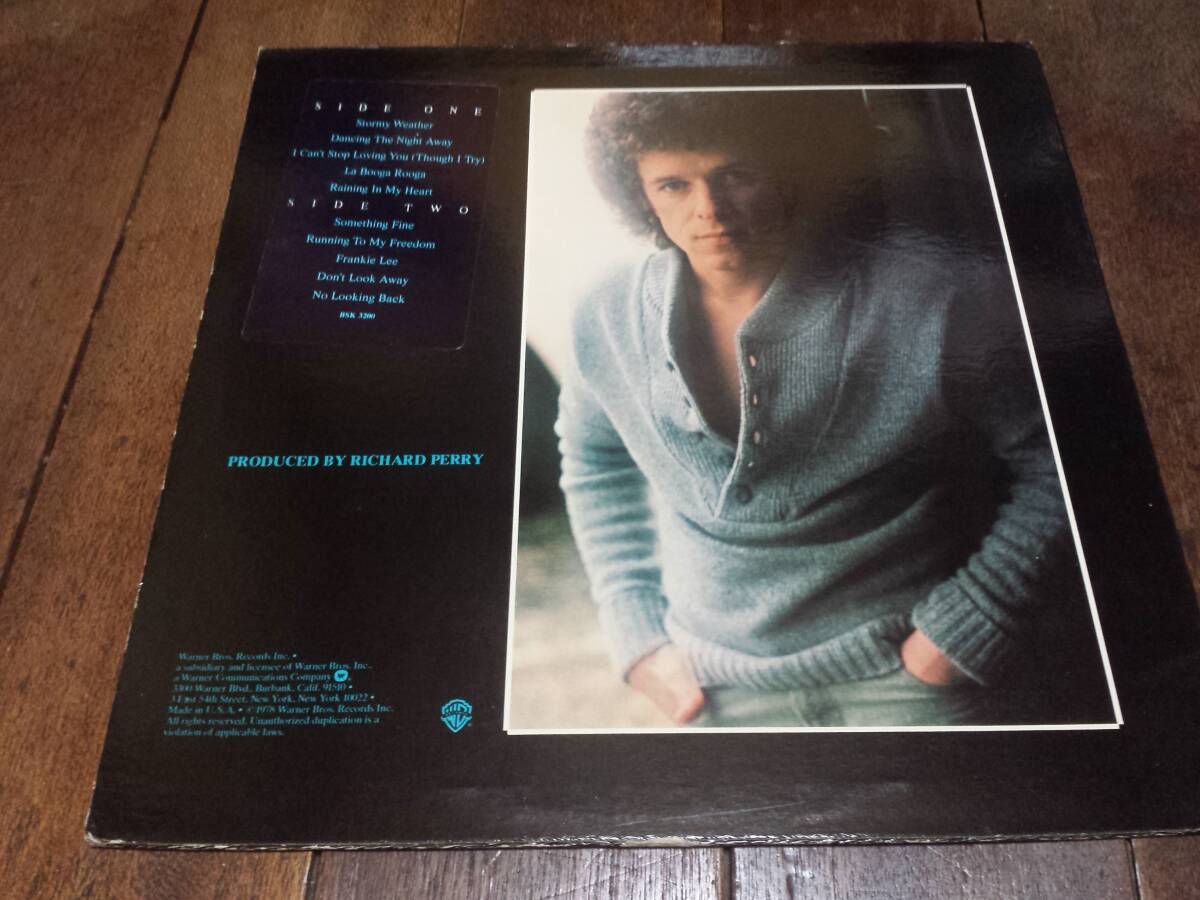 SIDE ONE
Stormy Weather
Dancing The Night Away
I Can't Stop Loving You (Though I Try)
La Booga Rooga
Raining In My Heart
SIDE TWO
Something Fine
Running To My Freedom
Frankie Lee
Don't Look Away
No Looking Back
BSK 3200
PRODUCED BY RICHARD PERRY
Warner Bros. Records Inc. •
a subsidiary and licensee of Warner Bros. Inc.,
a Warner Communications Company
3300 Warner Blvd., Burbank, Calif. 91510 •
3 East 54th Street, New York, New York 10022 •
Made in U.S.A. • © 1978 Warner Bros. Records Inc.
All rights reserved. Unauthorized duplication is a
violation of applicable laws.